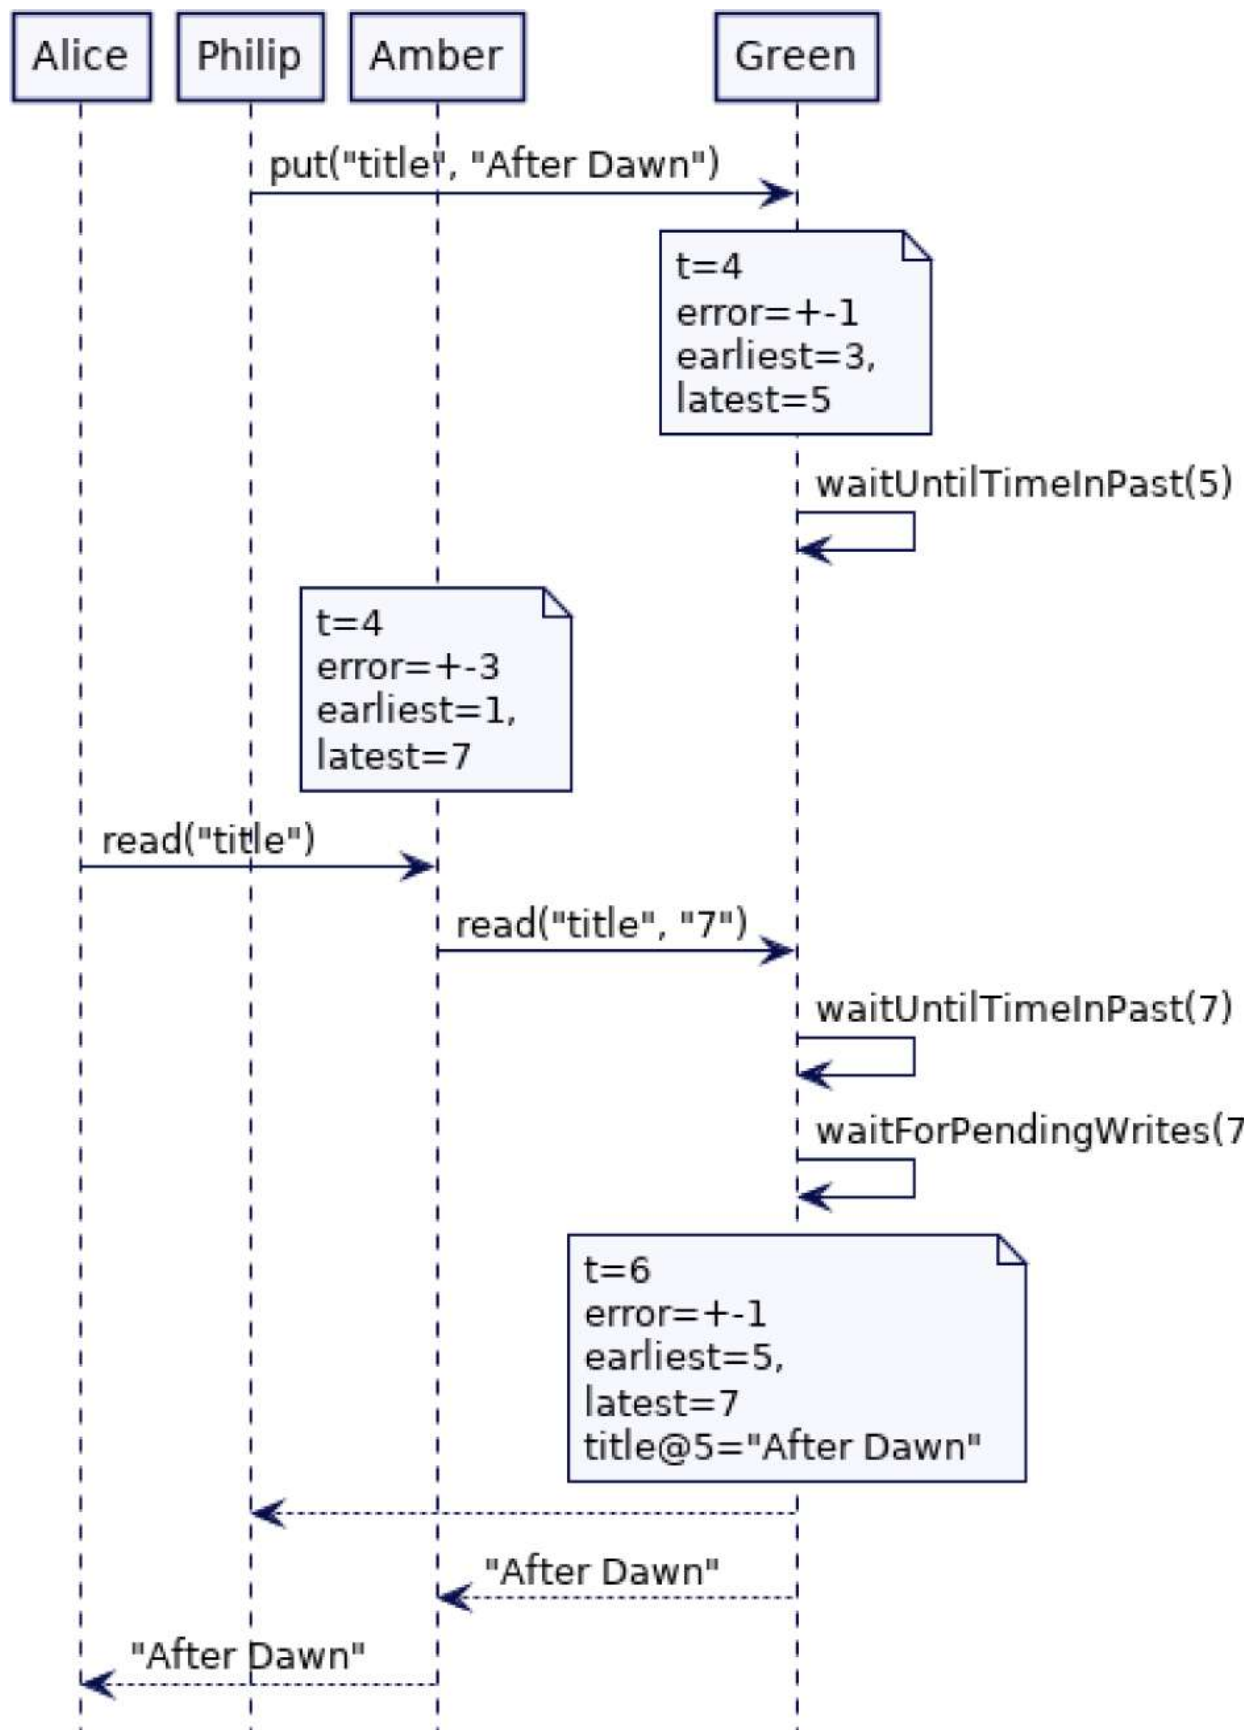 Alice
Philip
Amber
Green
put("title", "After Dawn")
t=4
error=+-1
earliest=3,
latest=5
waitUntilTimeInPast(5)
t=4
error=+-3
earliest=1,
latest=7
read("title")
read("title", "7")
waitUntilTimeInPast(7)
waitForPendingWrites(7
t=6
error=+-1
earliest=5,
latest=7
title@5="After Dawn"
"After Dawn"
"After Dawn"